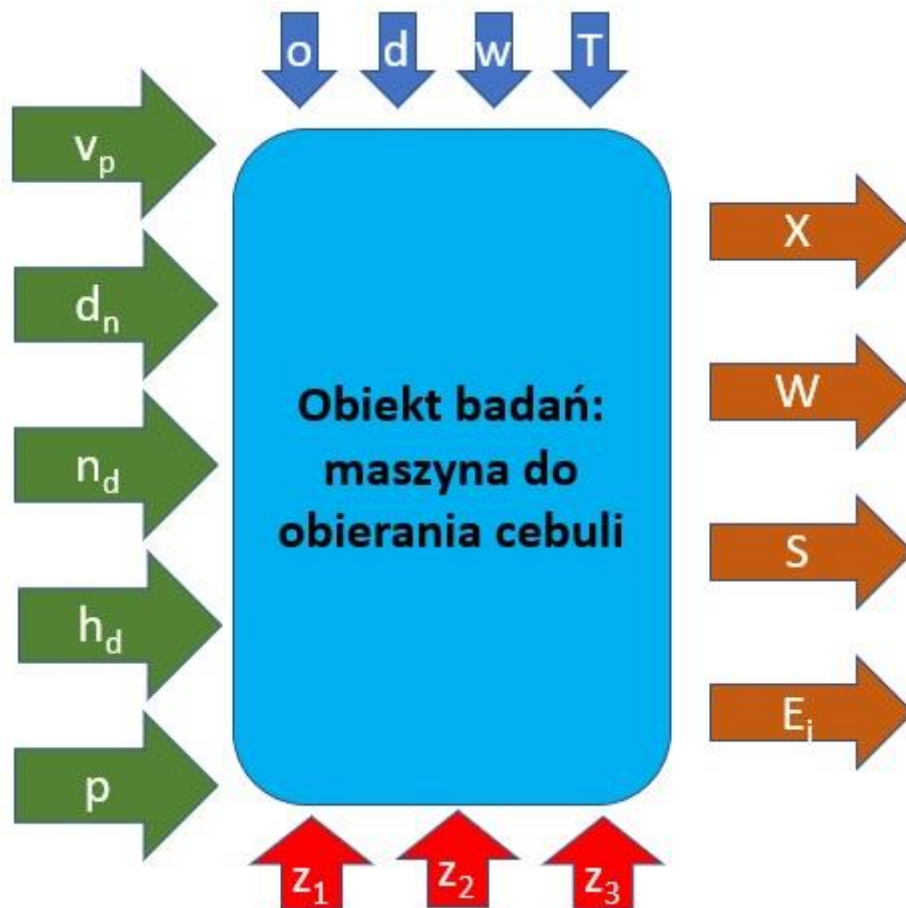 o d w T
v_p
d_n
n_d
h_d
p
Obiekt badań:
maszyna do
obierania cebuli
X
W
S
E_i
z_1 z_2 z_3